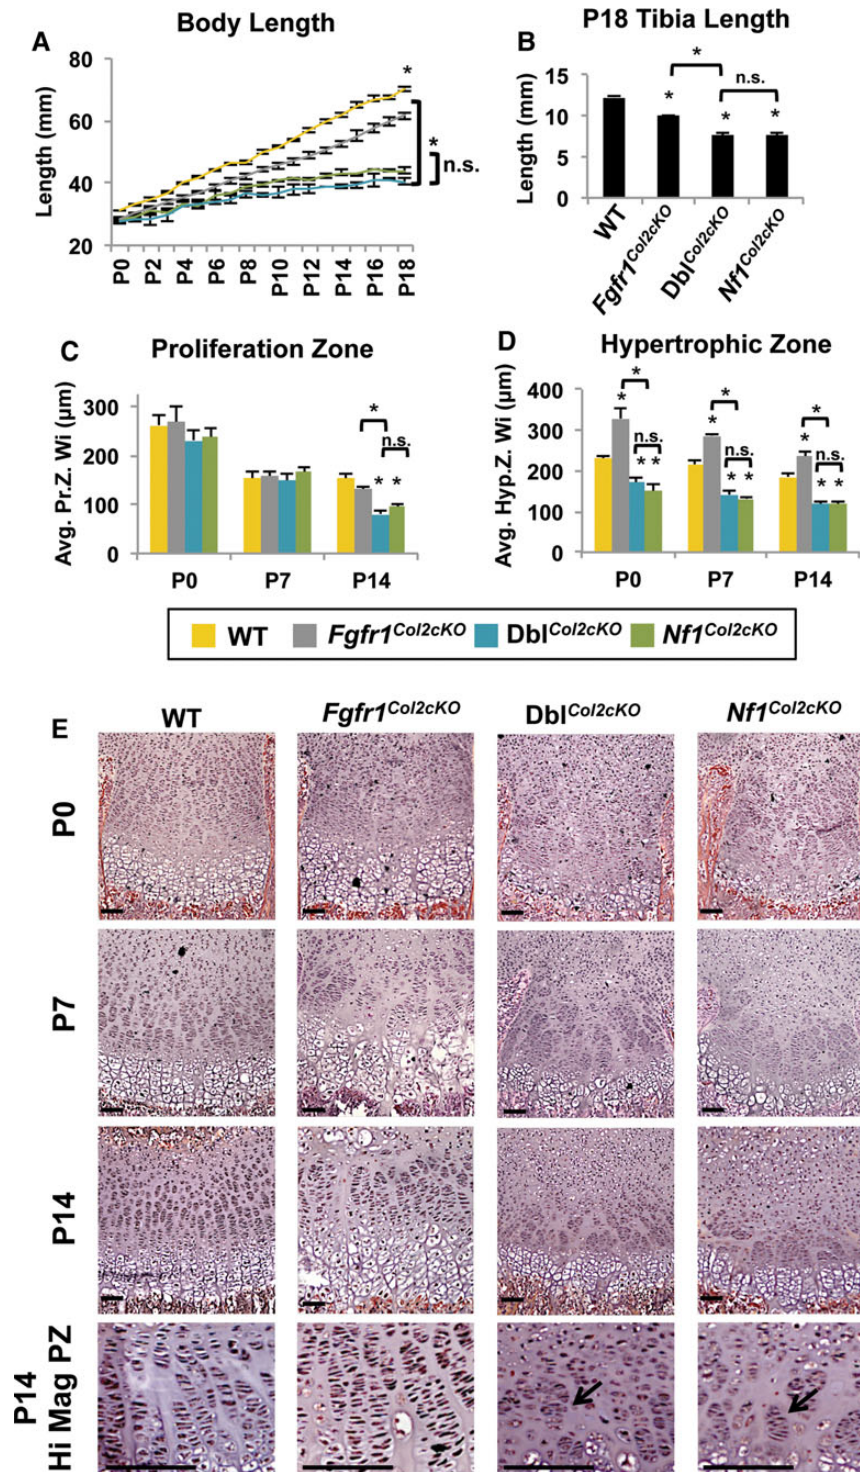 A
Body Length
Length (mm)
80
60
40
20
P0
P2
P4
P6
P8
P10
P12
P14
P16
P18
*
*
n.s.
B
P18 Tibia Length
Length (mm)
15
10
5
0
*
n.s.
*
*
*
WT
Fgfr1Col2cKO
DblCol2cKO
Nf1Col2cKO
C
Proliferation Zone
Avg. Pr.Z. Wi (µm)
300
200
100
0
*
n.s.
* *
P0
P7
P14
D
Hypertrophic Zone
Avg. Hyp.Z. Wi (µm)
400
300
200
100
0
*
*
n.s.
* *
*
*
n.s.
* *
*
*
n.s.
* *
P0
P7
P14
WT
Fgfr1Col2cKO
DblCol2cKO
Nf1Col2cKO
E
WT
Fgfr1Col2cKO
DblCol2cKO
Nf1Col2cKO
P0
P7
P14
P14
Hi Mag PZ